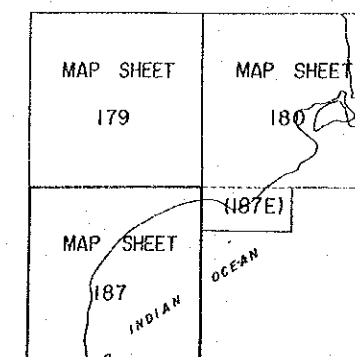 MAP SHEET
179
MAP SHEET
180
(187E)
MAP SHEET
187
INDIAN OCEAN